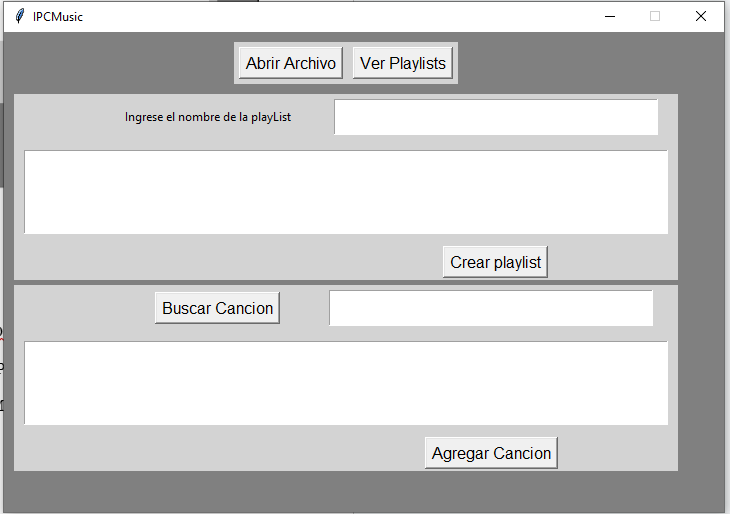 IPCMusic
Abrir Archivo Ver Playlists
Ingrese el nombre de la playList
Crear playlist
Buscar Cancion
Agregar Cancion